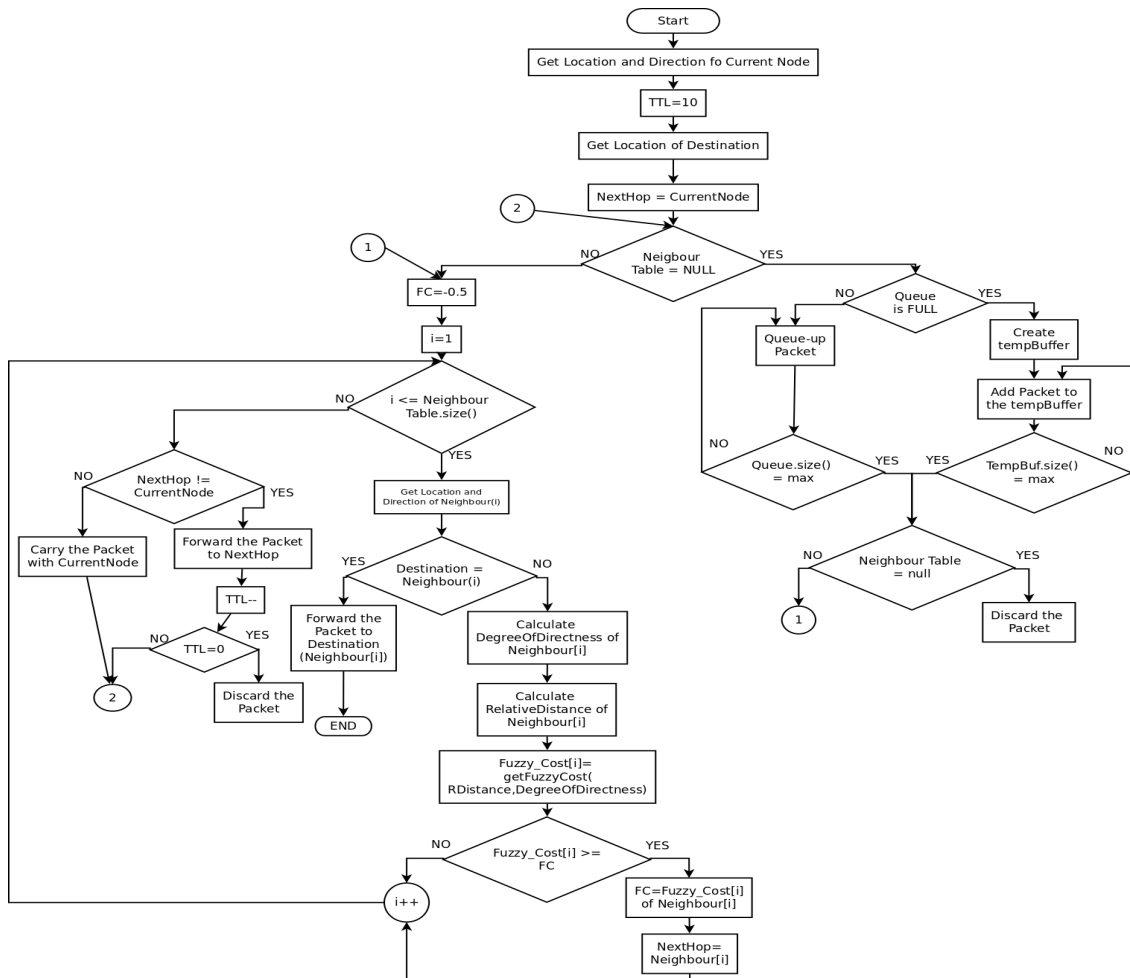 Start
Get Location and Direction fo Current Node
TTL=10
Get Location of Destination
NextHop = CurrentNode
2
1
NO
Neigbour
Table = NULL
YES
FC=-0.5
NO
Queue
is FULL
YES
i=1
Queue-up
Packet
Create
tempBuffer
NO
i <= Neighbour
Table.size()
YES
Add Packet to
the tempBuffer
NO
NextHop !=
CurrentNode
YES
Get Location and
Direction of Neighbour(i)
NO
Queue.size()
= max
YES
YES
TempBuf.size()
= max
NO
Carry the Packet
with CurrentNode
Forward the Packet
to NextHop
YES
Destination =
Neighbour(i)
NO
NO
Neighbour Table
= null
YES
TTL--
1
Discard the
Packet
NO
TTL=0
YES
Forward the
Packet to
Destination
(Neighbour[i])
Calculate
DegreeOfDirectness of
Neighbour[i]
2
Discard the
Packet
END
Calculate
RelativeDistance of
Neighbour[i]
Fuzzy_Cost[i]=
getFuzzyCost(
RDistance,DegreeOfDirectness)
NO
Fuzzy_Cost[i] >=
FC
YES
i++
FC=Fuzzy_Cost[i]
of Neighbour[i]
NextHop=
Neighbour[i]